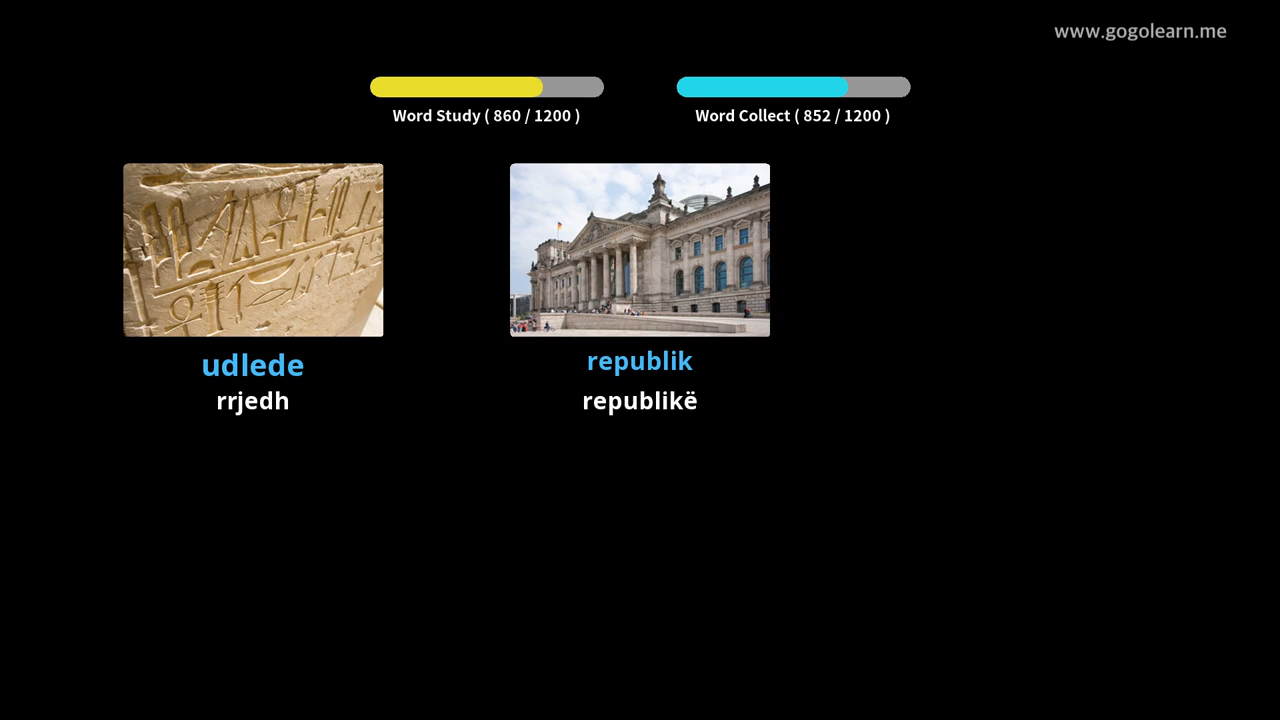 www.gogolearn.me
Word Study ( 860 / 1200 )
Word Collect ( 852 / 1200 )
udlede
rrjedh
republik
republikë